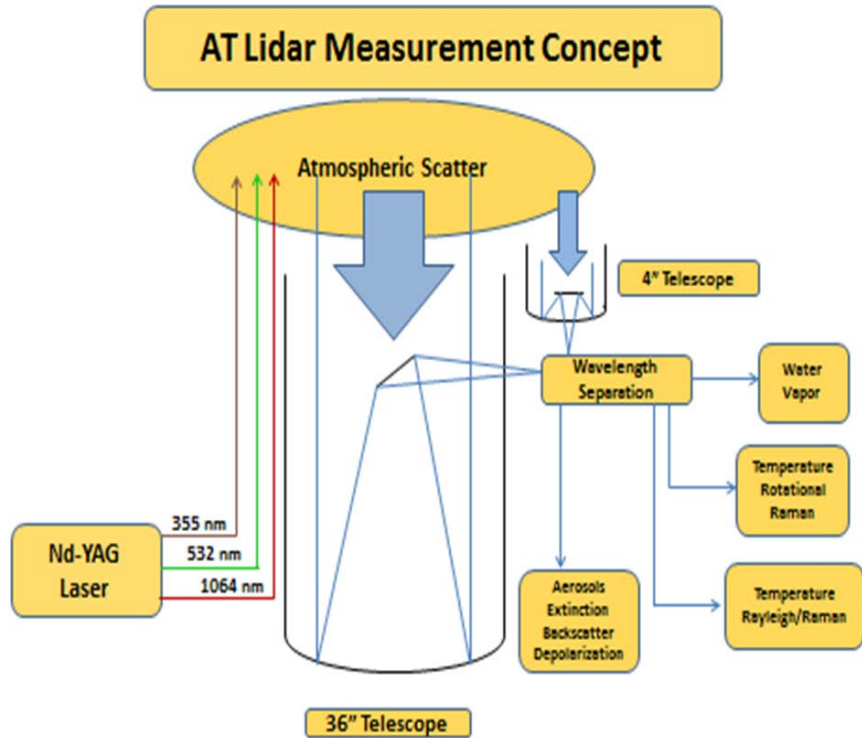 AT Lidar Measurement Concept
Atmospheric Scatter
4” Telescope
Wavelength
Separation
Water
Vapor
Temperature
Rotational
Raman
355 nm
532 nm
1064 nm
Nd-YAG
Laser
Aerosols
Extinction
Backscatter
Depolarization
Temperature
Rayleigh/Raman
36” Telescope